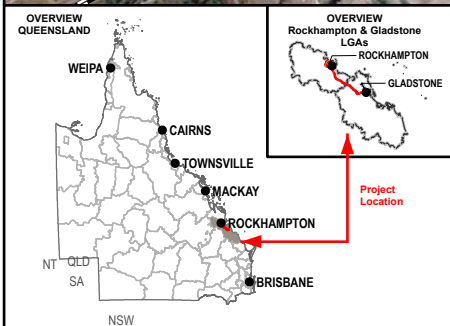 OVERVIEW
QUEENSLAND
WEIPA
CAIRNS
TOWNSVILLE
MACKAY
ROCKHAMPTON
BRISBANE
NT
QLD
SA
NSW
OVERVIEW
Rockhampton & Gladstone
LGAs
ROCKHAMPTON
GLADSTONE
Project
Location